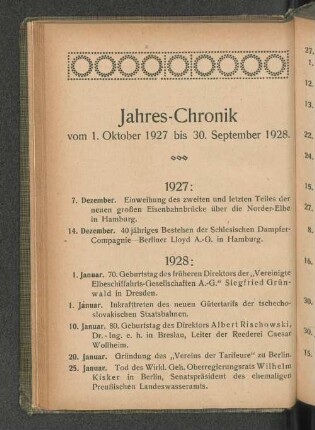 Jahres-Chronik
vom 1. Oktober 1927 bis 30. September 1928.
1927:
7. Dezember. Einweihung des zweiten und letzten Teiles der
neuen großen Eisenbahnbrücke über die Norder-Elbe
in Hamburg.
14. Dezember. 40 jähriges Bestehen der Schlesischen Dampfer-
Compagnie—Berliner Lloyd A.-G. in Hamburg.
1928:
1. Januar. 70. Geburtstag des früheren Direktors der „Vereinigte
Elbeschiffahrts-Gesellschaften A.-G.“ Siegfried Grün-
wald in Dresden.
1. Januar. Inkrafttreten des neuen Gütertarifs der tschecho-
slovakischen Staatsbahnen.
10. Januar. 80. Geburtstag des Direktors Albert Rischowski,
Dr.-Ing. e. h. in Breslau, Leiter der Reederei Caesar
Wollheim.
20. Januar. Gründung des „Vereins der Tarifeure“ zu Berlin.
25. Januar. Tod des Wirkl. Geh. Oberregierungsrats Wilhelm
Kisker in Berlin, Senatspräsident des ehemaligen
Preußischen Landeswasseramts.